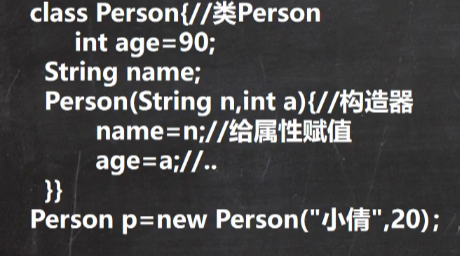 class Person{//类Person
int age=90;
String name;
Person(String n,int a){//构造器
name=n;//给属性赋值
age=a;//..
}}
Person p=new Person("小倩",20);